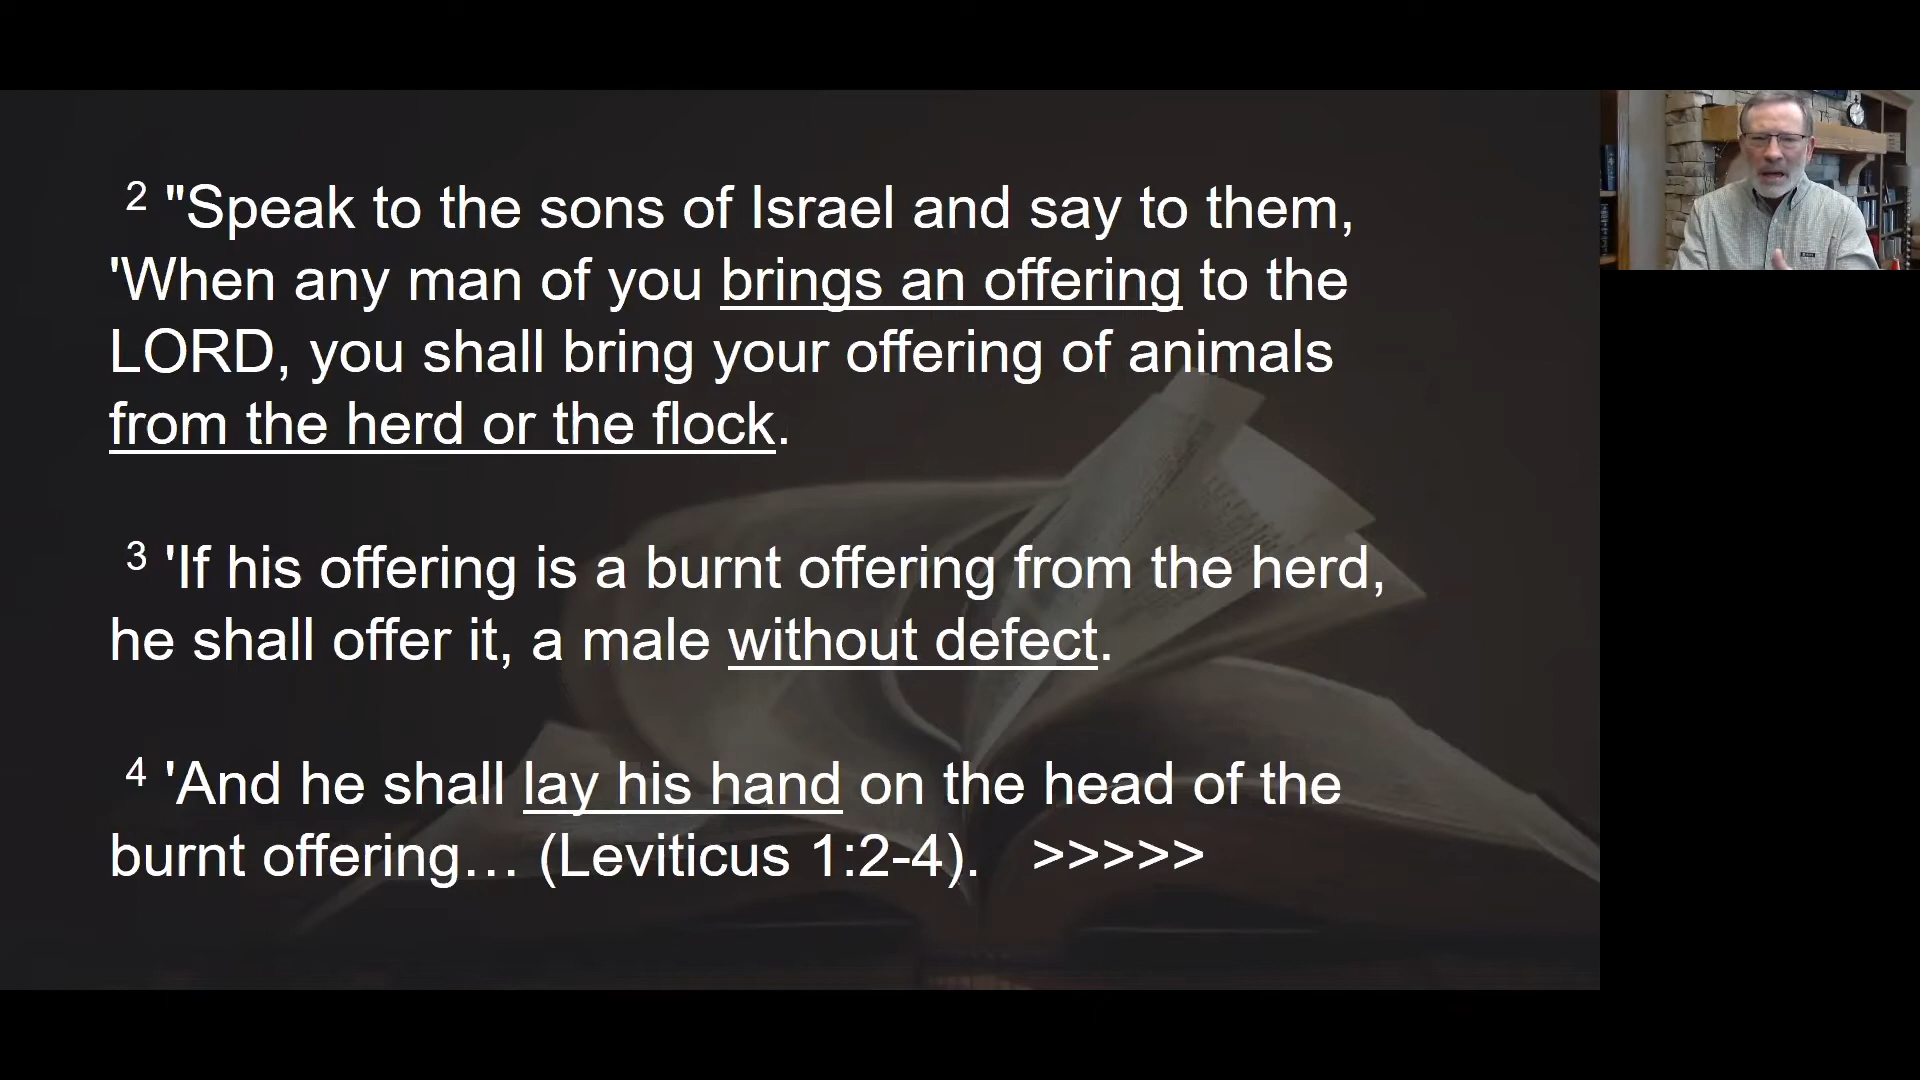 2 "Speak to the sons of Israel and say to them,
'When any man of you brings an offering to the
LORD, you shall bring your offering of animals
from the herd or the flock.
3 'If his offering is a burnt offering from the herd,
he shall offer it, a male without defect.
4 'And he shall lay his hand on the head of the
burnt offering… (Leviticus 1:2-4). >>>>>